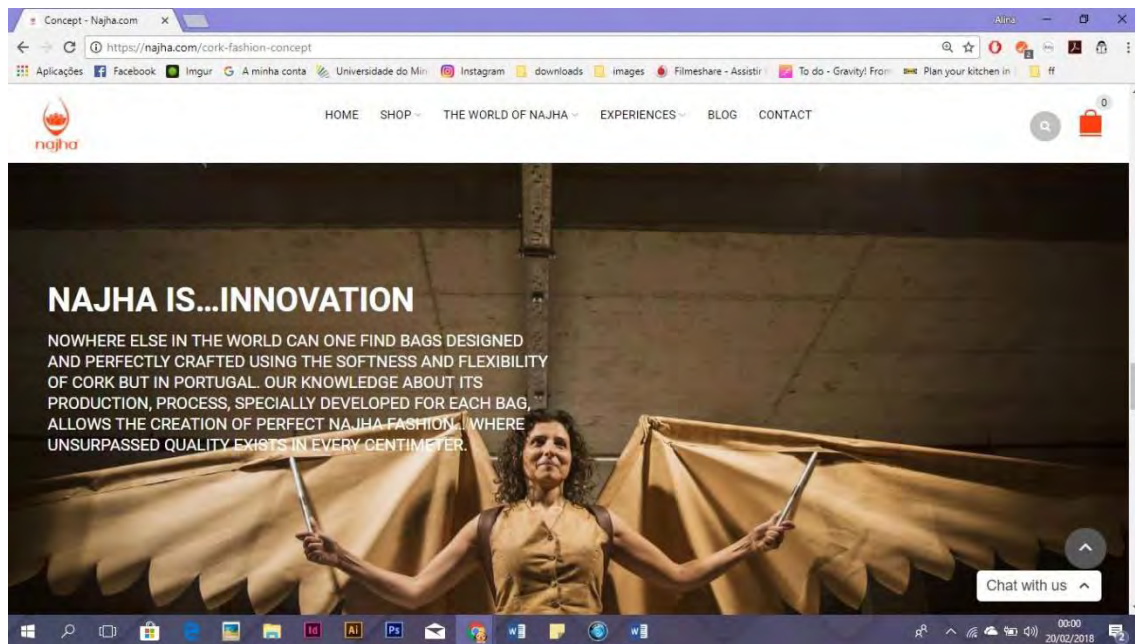 Concept - Najha.com
Alina
https://najha.com/cork-fashion-concept
Aplicações Facebook Imgur A minha conta Universidade do Min Instagram downloads images Filmeshare - Assistir To do - Gravity! From Plan your kitchen in ff
najha
HOME SHOP THE WORLD OF NAJHA EXPERIENCES BLOG CONTACT
0
NAJHA IS...INNOVATION
NOWHERE ELSE IN THE WORLD CAN ONE FIND BAGS DESIGNED
AND PERFECTLY CRAFTED USING THE SOFTNESS AND FLEXIBILITY
OF CORK BUT IN PORTUGAL. OUR KNOWLEDGE ABOUT ITS
PRODUCTION, PROCESS, SPECIALLY DEVELOPED FOR EACH BAG,
ALLOWS THE CREATION OF PERFECT NAJHA FASHION... WHERE
UNSURPASSED QUALITY EXISTS IN EVERY CENTIMETER.
Chat with us
Id Ai Ps
00:00
20/02/2018